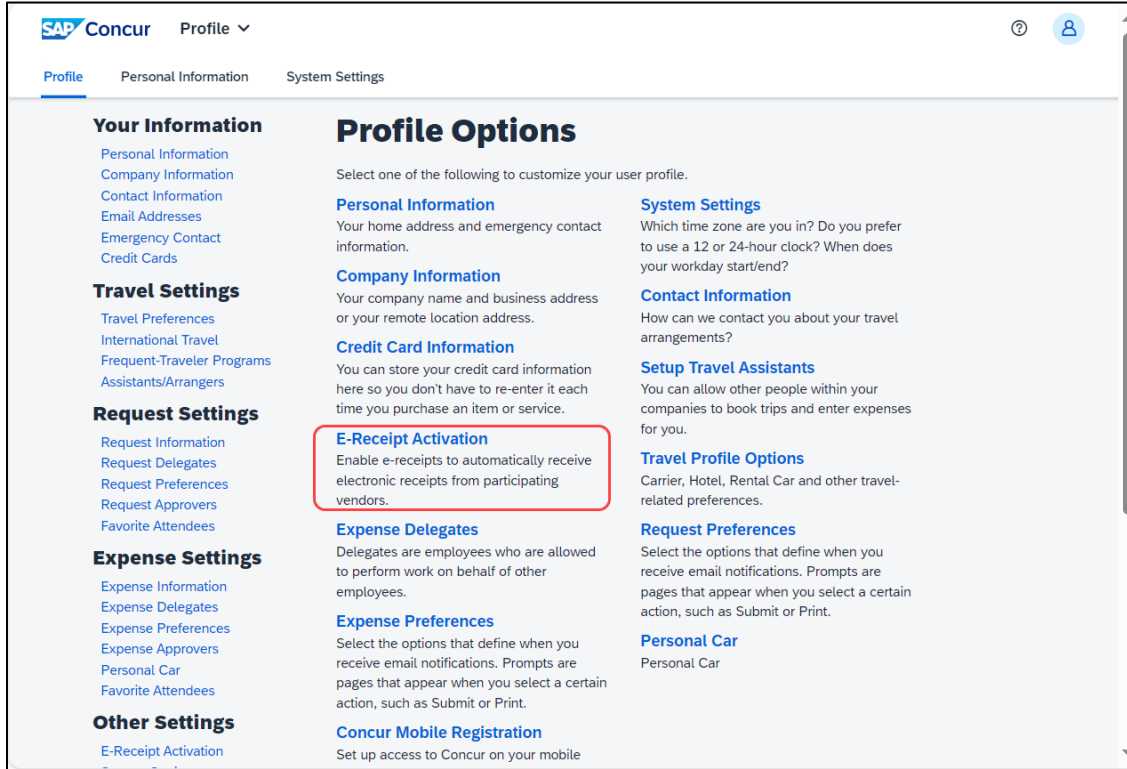 SAP Concur Profile
Profile Personal Information System Settings
Your Information
Personal Information
Company Information
Contact Information
Email Addresses
Emergency Contact
Credit Cards
Travel Settings
Travel Preferences
International Travel
Frequent-Traveler Programs
Assistants/Arrangers
Request Settings
Request Information
Request Delegates
Request Preferences
Request Approvers
Favorite Attendees
Expense Settings
Expense Information
Expense Delegates
Expense Preferences
Expense Approvers
Personal Car
Favorite Attendees
Other Settings
E-Receipt Activation
Profile Options
Select one of the following to customize your user profile.
Personal Information
Your home address and emergency contact
information.
Company Information
Your company name and business address
or your remote location address.
Credit Card Information
You can store your credit card information
here so you don't have to re-enter it each
time you purchase an item or service.
E-Receipt Activation
Enable e-receipts to automatically receive
electronic receipts from participating
vendors.
Expense Delegates
Delegates are employees who are allowed
to perform work on behalf of other
employees.
Expense Preferences
Select the options that define when you
receive email notifications. Prompts are
pages that appear when you select a certain
action, such as Submit or Print.
Concur Mobile Registration
Set up access to Concur on your mobile
System Settings
Which time zone are you in? Do you prefer
to use a 12 or 24-hour clock? When does
your workday start/end?
Contact Information
How can we contact you about your travel
arrangements?
Setup Travel Assistants
You can allow other people within your
companies to book trips and enter expenses
for you.
Travel Profile Options
Carrier, Hotel, Rental Car and other travel-
related preferences.
Request Preferences
Select the options that define when you
receive email notifications. Prompts are
pages that appear when you select a certain
action, such as Submit or Print.
Personal Car
Personal Car